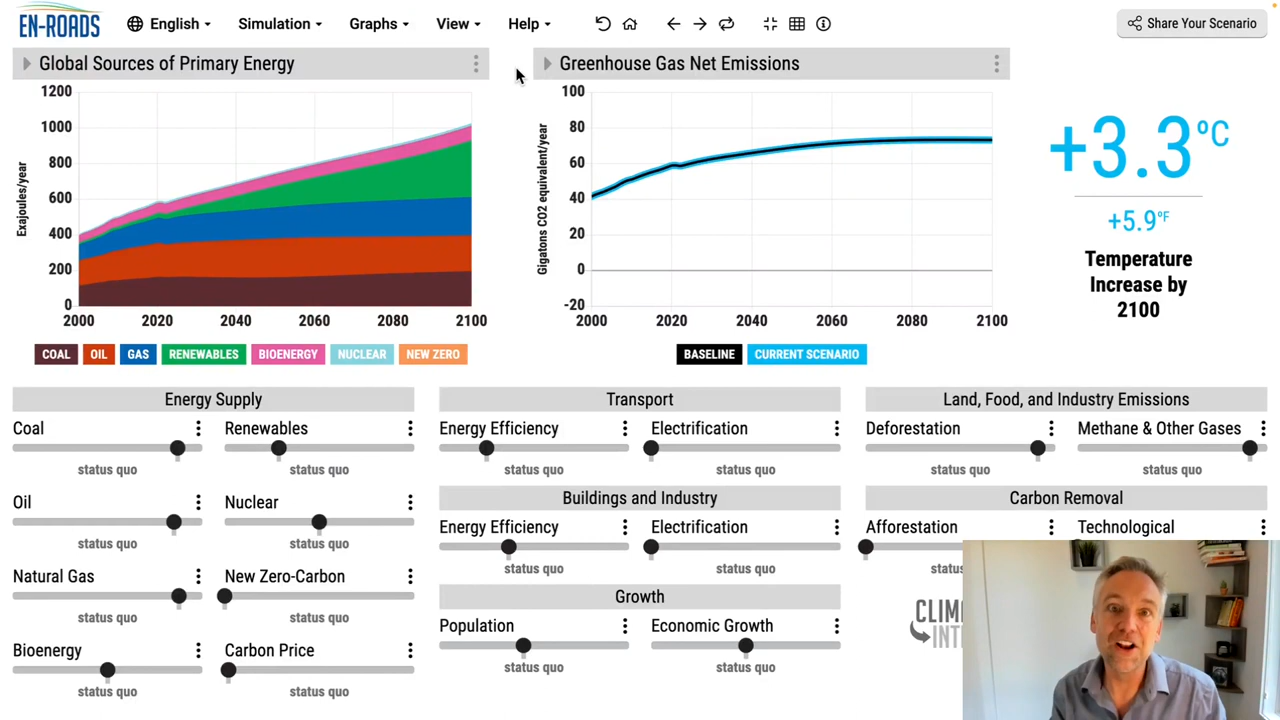 EN-ROADS
English
Simulation
Graphs
View
Help
Share Your Scenario
Global Sources of Primary Energy
Exajoules/year
1200
1000
800
600
400
200
0
2000 2020 2040 2060 2080 2100
COAL OIL GAS RENEWABLES BIOENERGY NUCLEAR NEW ZERO
Greenhouse Gas Net Emissions
Gigatons CO2 equivalent/year
100
80
60
40
20
0
-20
2000 2020 2040 2060 2080 2100
BASELINE CURRENT SCENARIO
+3.3ºC
+5.9ºF
Temperature
Increase by
2100
Energy Supply
Coal
status quo
Renewables
status quo
Oil
status quo
Nuclear
status quo
Natural Gas
status quo
New Zero-Carbon
status quo
Bioenergy
status quo
Carbon Price
status quo
Transport
Energy Efficiency
status quo
Electrification
status quo
Buildings and Industry
Energy Efficiency
status quo
Electrification
status quo
Growth
Population
status quo
Economic Growth
status quo
Land, Food, and Industry Emissions
Deforestation
status quo
Methane & Other Gases
status quo
Carbon Removal
Afforestation
statu
Technological
CLIM
INT